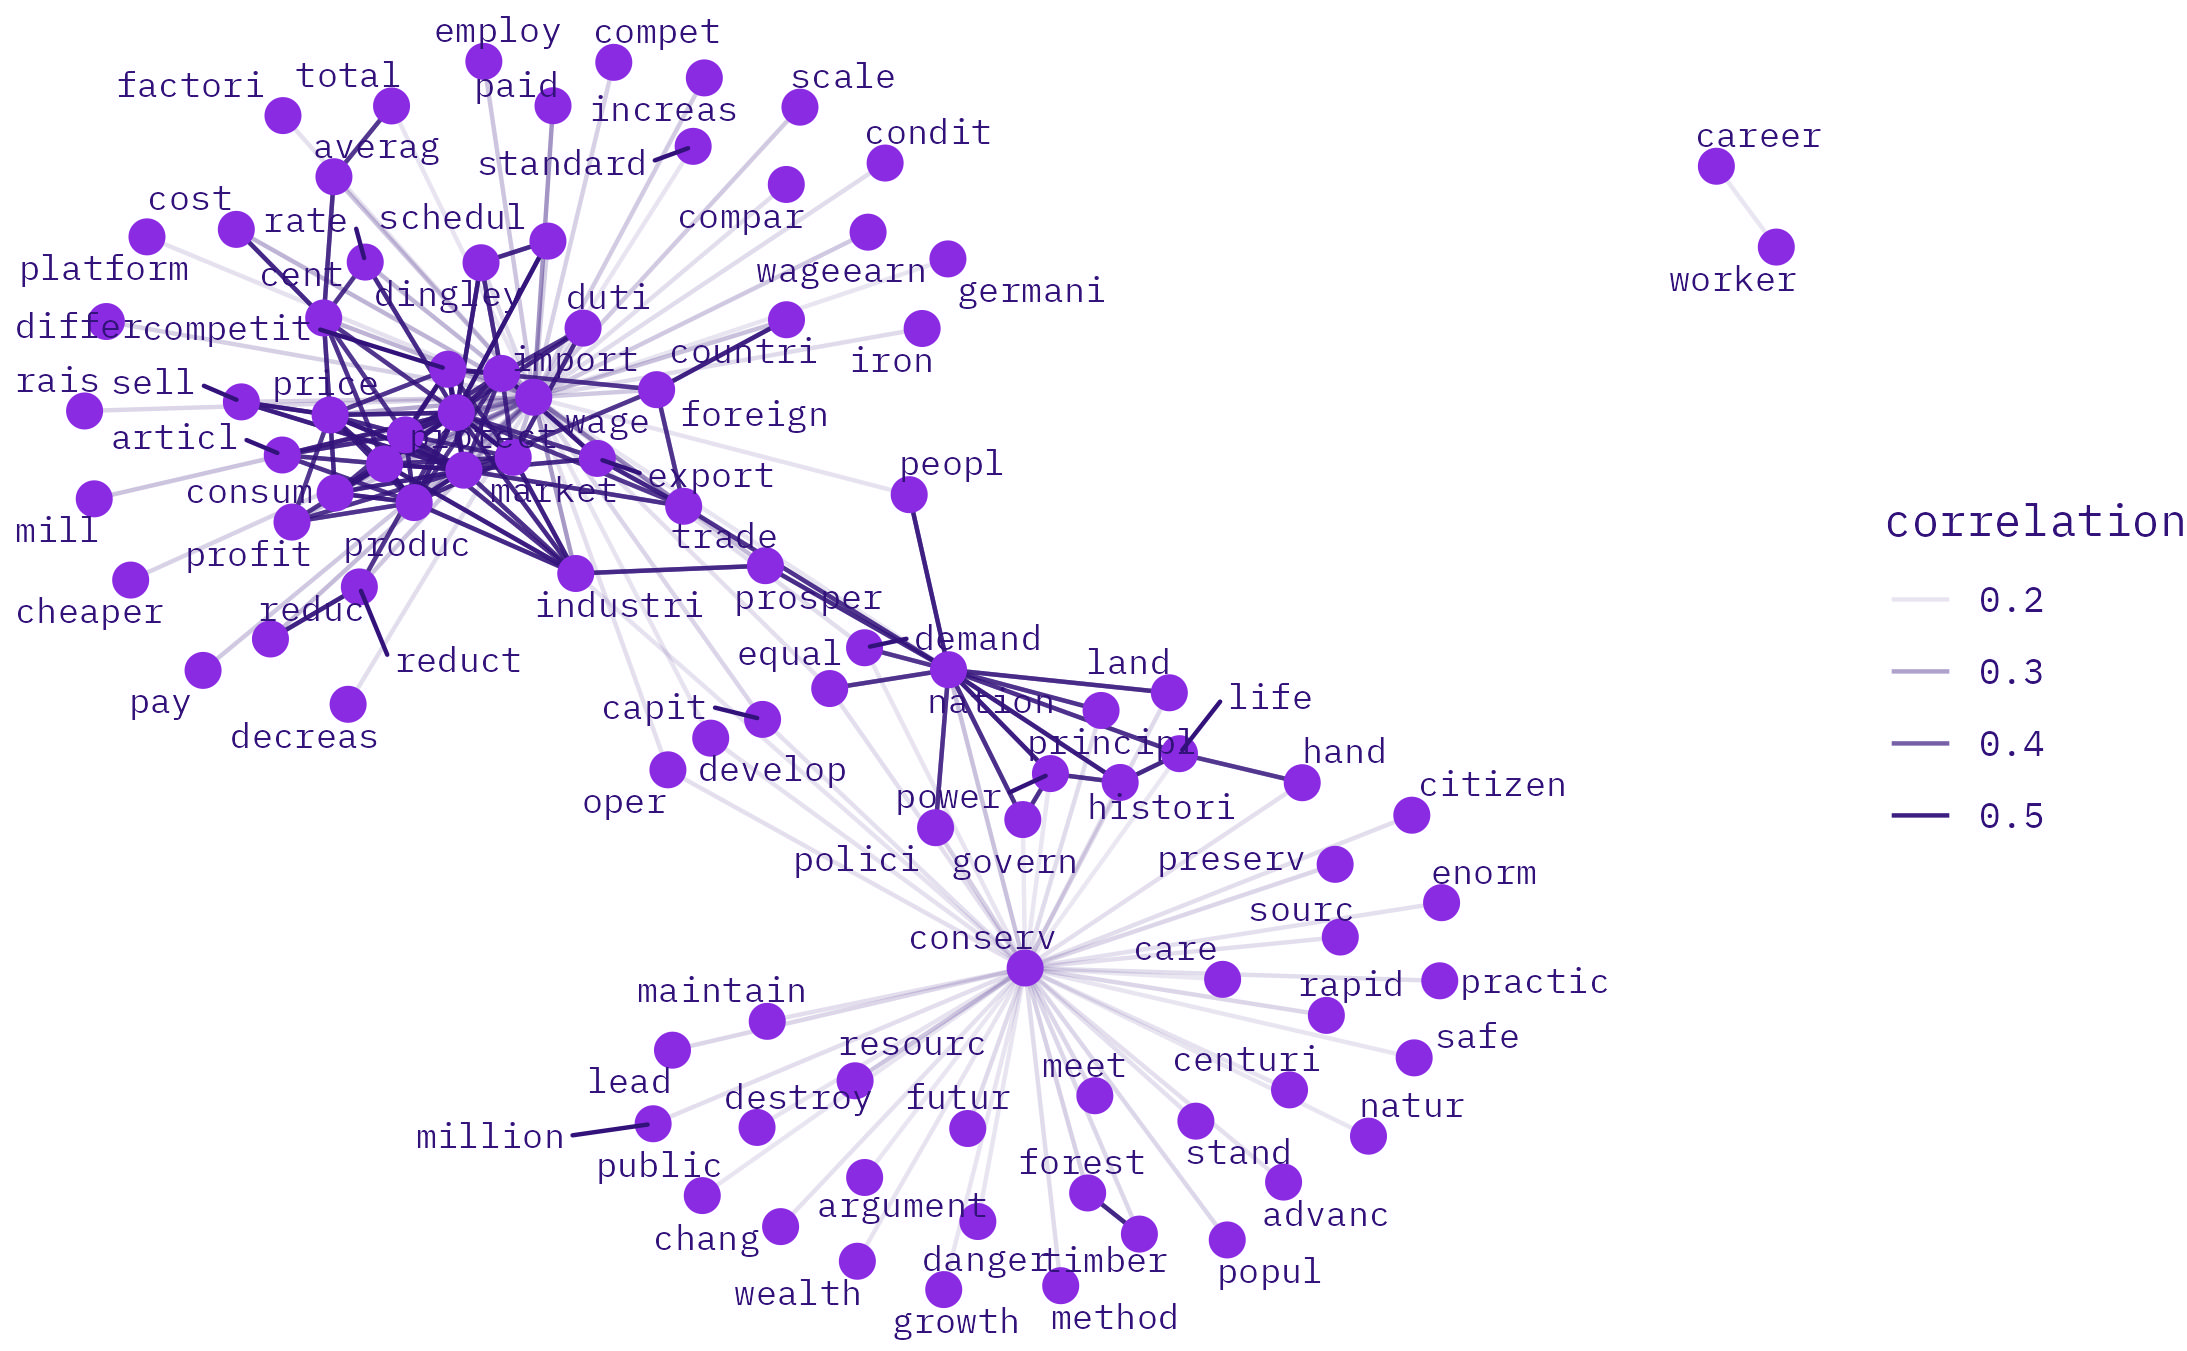 employ
compet
factori
total
paid
increas
scale
averag
standard
condit
career
cost
rate
schedul
compar
platform
cent
dingley
duti
wageearn
germani
worker
differ
competit
import
countri
iron
rais
sell
price
foreign
articl
protect
wage
peopl
consum
market
export
mill
profit
produc
trade
cheaper
reduc
industri
prosper
correlation
0.2
0.3
0.4
0.5
pay
reduct
equal
demand
land
decreas
capit
nation
life
develop
principl
hand
oper
power
histori
citizen
polici
govern
preserv
enorm
conserv
sourc
care
maintain
rapid
practic
resourc
meet
centuri
safe
lead
destroy
futur
natur
million
public
forest
stand
argument
advanc
chang
danger
timber
popul
wealth
growth
method